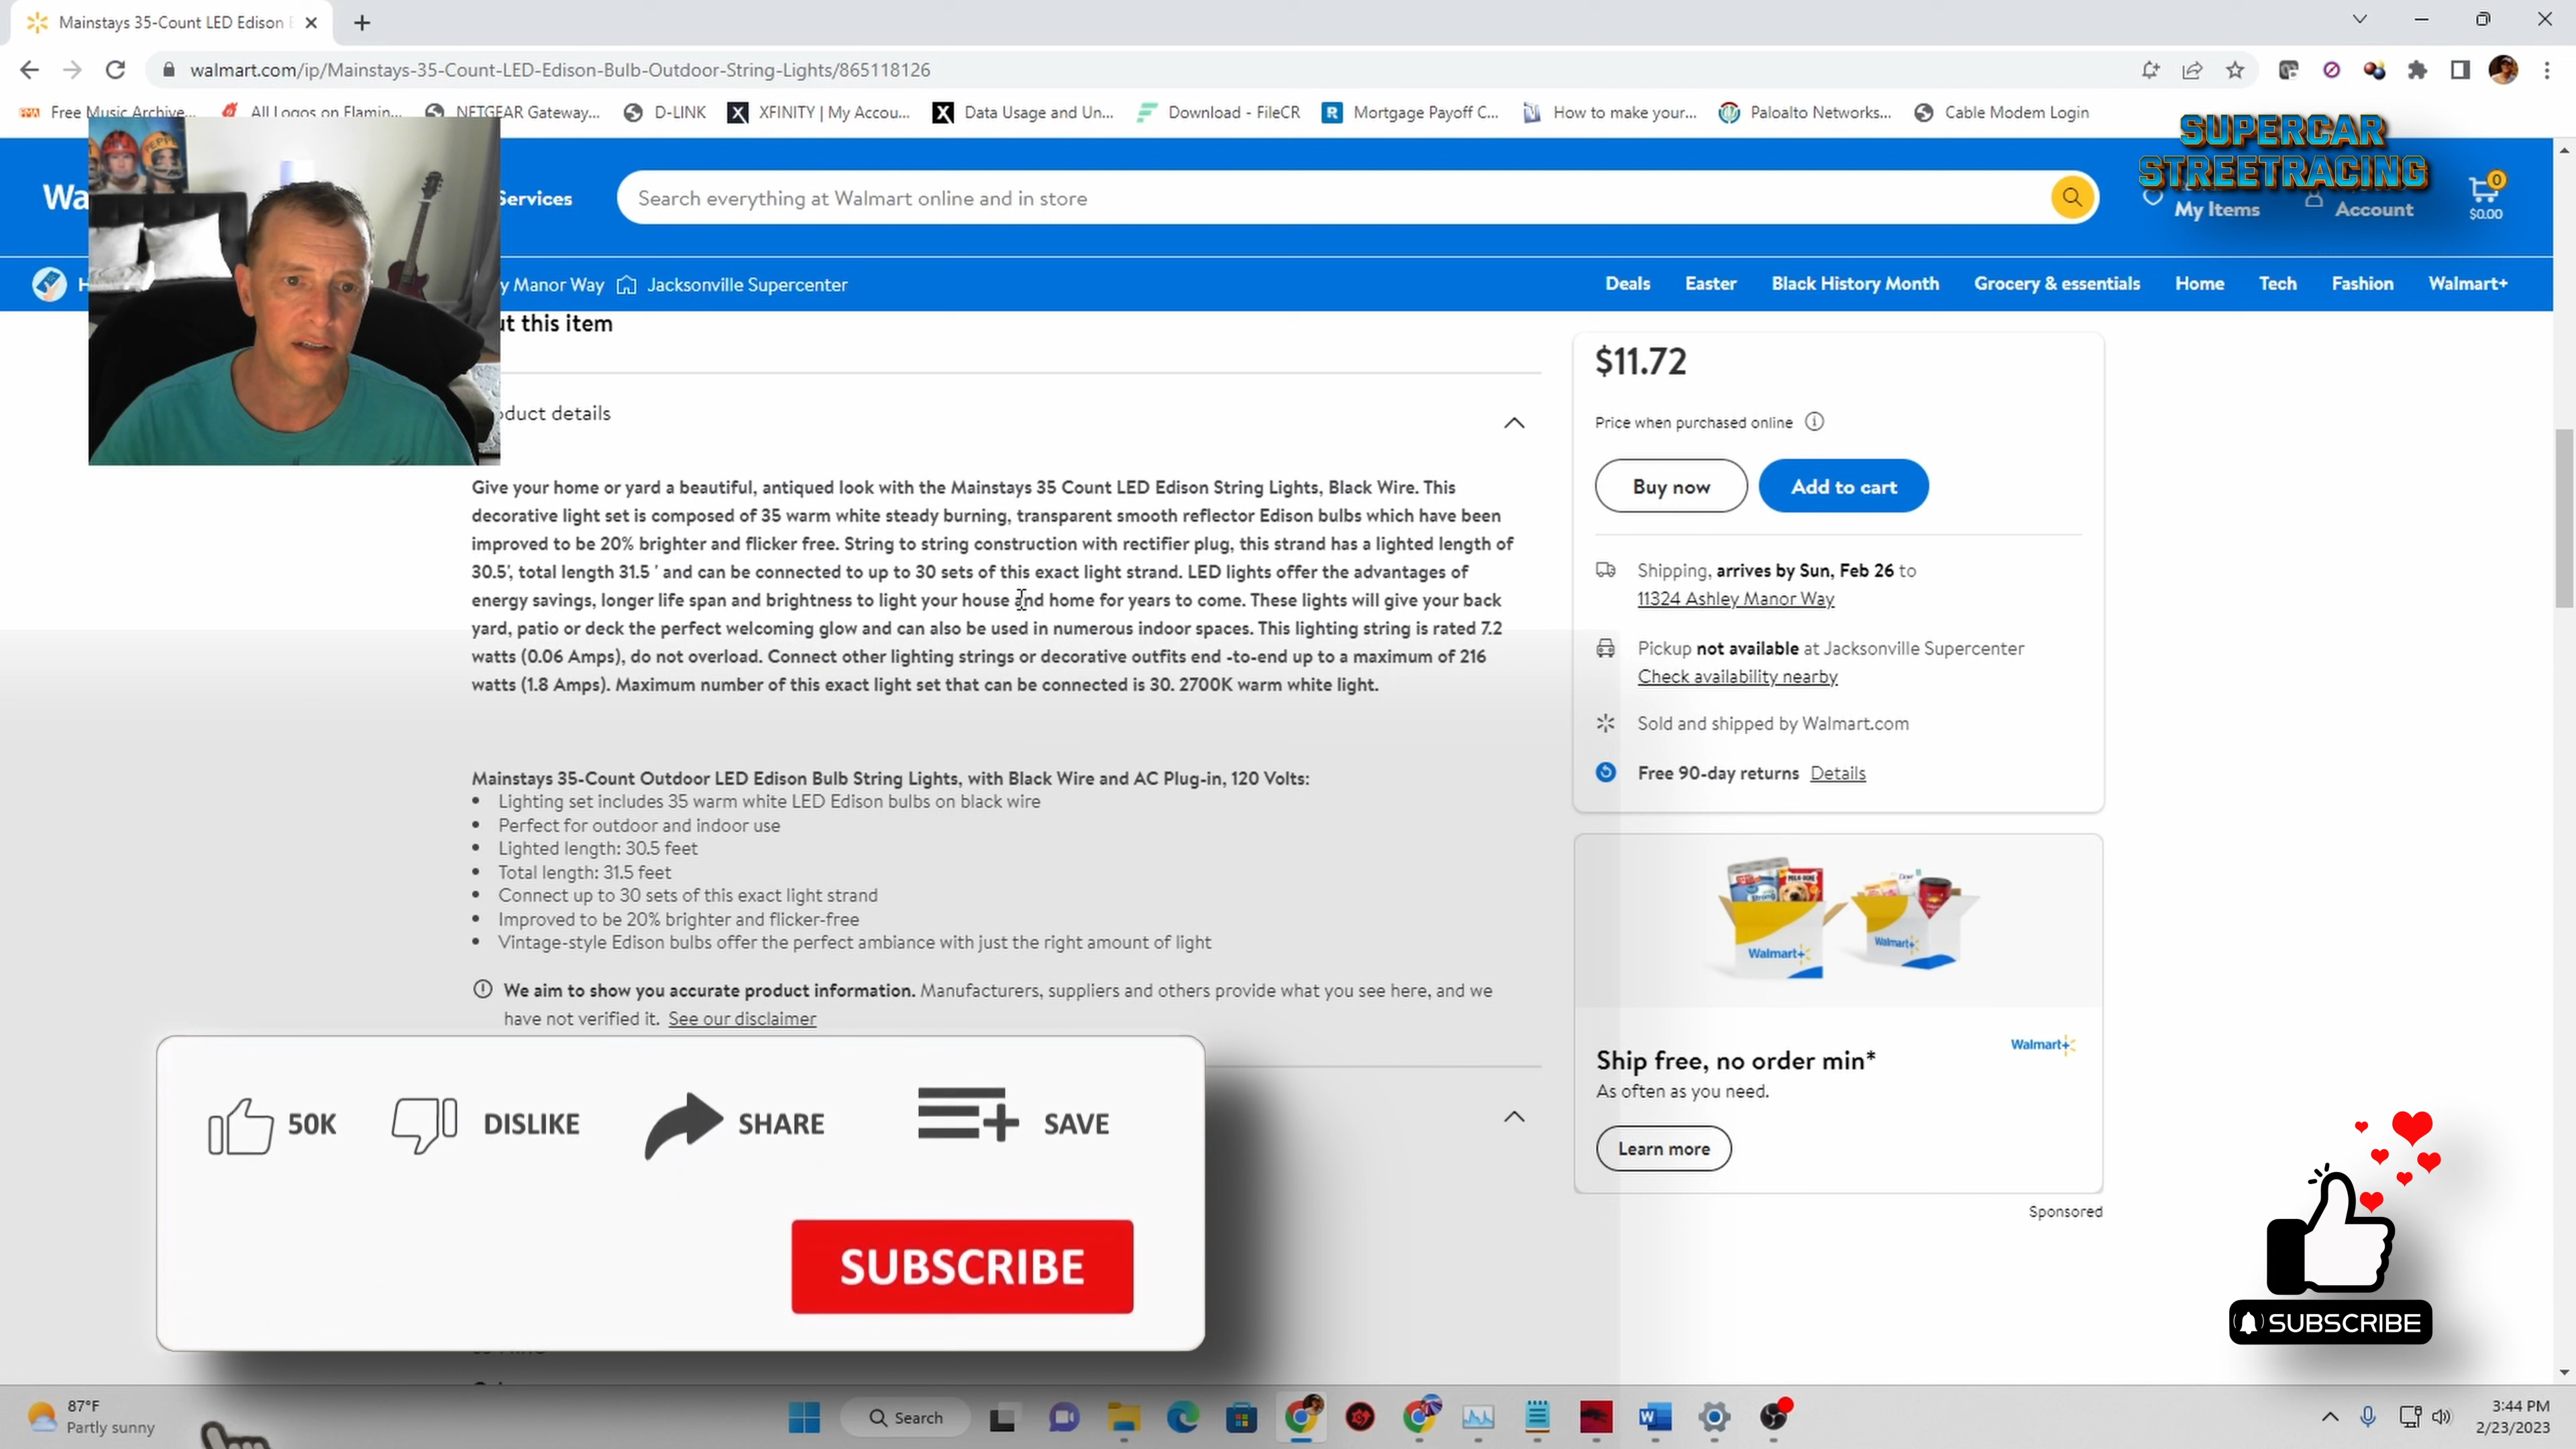 Mainstays 35-Count LED Edison
walmart.com/ip/Mainstays-35-Count-LED-Edison-Bulb-Outdoor-String-Lights/865118126
Free Music Archive... All Logos on Flamin... NETGEAR Gateway... D-LINK XFINITY | My Accou... Data Usage and Un... Download - FileCR Mortgage Payoff C... How to make your... Paloalto Networks... Cable Modem Login
SUPERCAR
STREETRACING
Wa Services Search everything at Walmart online and in store My Items Account 0 $0.00
H y Manor Way Jacksonville Supercenter Deals Easter Black History Month Grocery & essentials Home Tech Fashion Walmart+
ut this item
oduct details
Give your home or yard a beautiful, antiqued look with the Mainstays 35 Count LED Edison String Lights, Black Wire. This
decorative light set is composed of 35 warm white steady burning, transparent smooth reflector Edison bulbs which have been
improved to be 20% brighter and flicker free. String to string construction with rectifier plug, this strand has a lighted length of
30.5', total length 31.5 ' and can be connected to up to 30 sets of this exact light strand. LED lights offer the advantages of
energy savings, longer life span and brightness to light your house and home for years to come. These lights will give your back
yard, patio or deck the perfect welcoming glow and can also be used in numerous indoor spaces. This lighting string is rated 7.2
watts (0.06 Amps), do not overload. Connect other lighting strings or decorative outfits end -to-end up to a maximum of 216
watts (1.8 Amps). Maximum number of this exact light set that can be connected is 30. 2700K warm white light.
Mainstays 35-Count Outdoor LED Edison Bulb String Lights, with Black Wire and AC Plug-in, 120 Volts:
• Lighting set includes 35 warm white LED Edison bulbs on black wire
• Perfect for outdoor and indoor use
• Lighted length: 30.5 feet
• Total length: 31.5 feet
• Connect up to 30 sets of this exact light strand
• Improved to be 20% brighter and flicker-free
• Vintage-style Edison bulbs offer the perfect ambiance with just the right amount of light
We aim to show you accurate product information. Manufacturers, suppliers and others provide what you see here, and we
have not verified it. See our disclaimer
$11.72
Price when purchased online
Buy now Add to cart
Shipping, arrives by Sun, Feb 26 to
11324 Ashley Manor Way
Pickup not available at Jacksonville Supercenter
Check availability nearby
Sold and shipped by Walmart.com
Free 90-day returns Details
Walmart+ Walmart+
Walmart+
Ship free, no order min*
As often as you need.
Learn more
Sponsored
50K DISLIKE SHARE SAVE
SUBSCRIBE
SUBSCRIBE
87°F
Partly sunny
Search
3:44 PM
2/23/2023